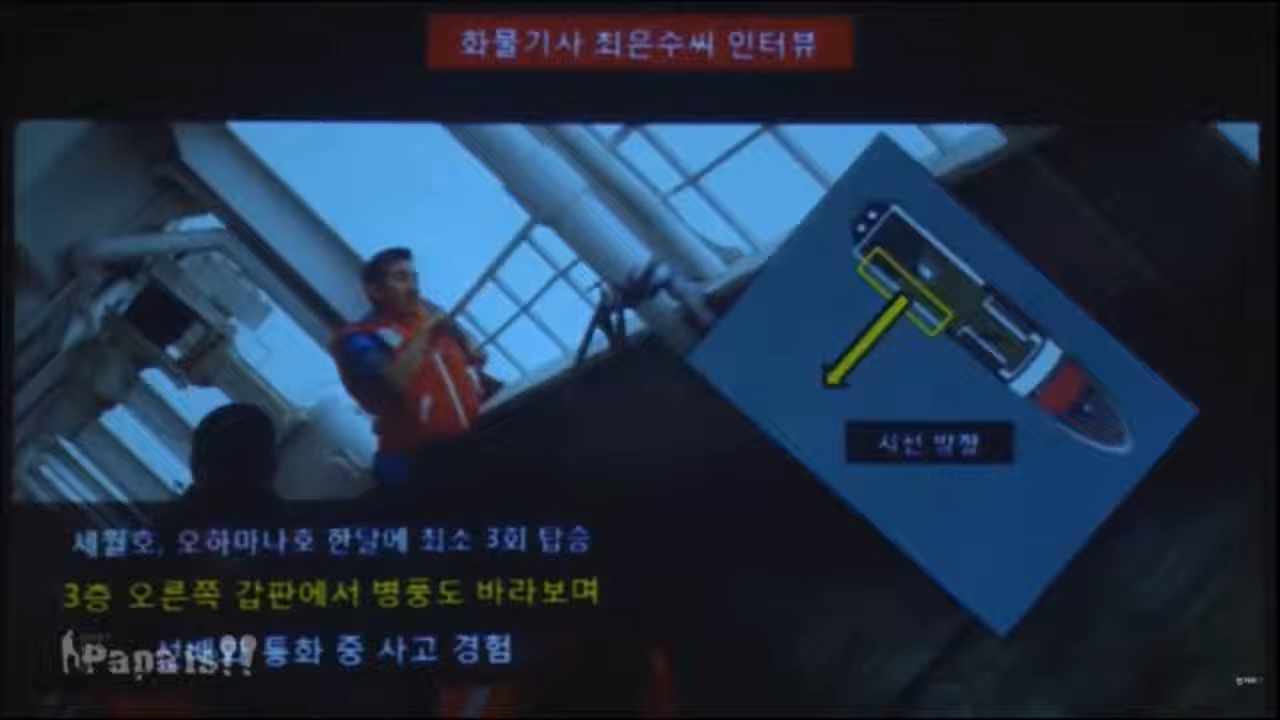 화물기사 최은수씨 인터뷰
시선 방향
세월호, 오하마나호 한달에 최소 3회 탑승
3층 오른쪽 갑판에서 병풍도 바라보며
통화 중 사고 경험
Papa is!!